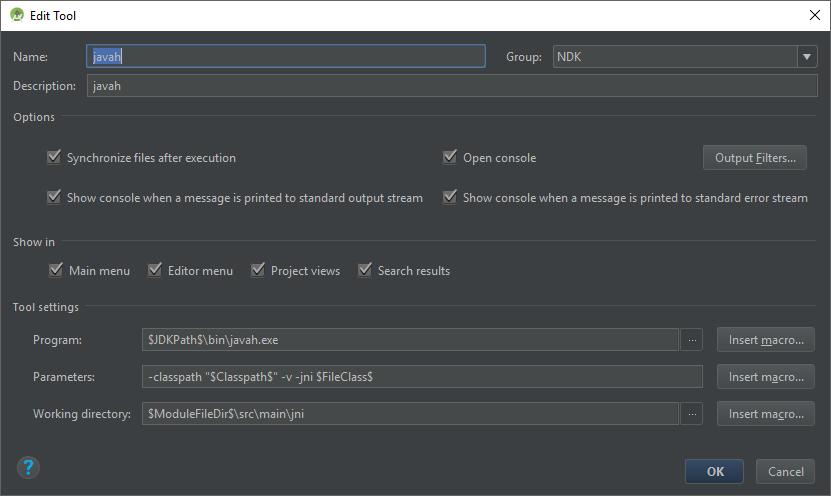 Edit Tool
Name: javah Group: NDK
Description: javah
Options
Synchronize files after execution Open console Output Filters...
Show console when a message is printed to standard output stream Show console when a message is printed to standard error stream
Show in
Main menu Editor menu Project views Search results
Tool settings
Program: $JDKPath$\bin\javah.exe ... Insert macro...
Parameters: -classpath "$Classpath$" -v -jni $FileClass$ Insert macro...
Working directory: $ModuleFileDir$\src\main\jni ... Insert macro...
? OK Cancel